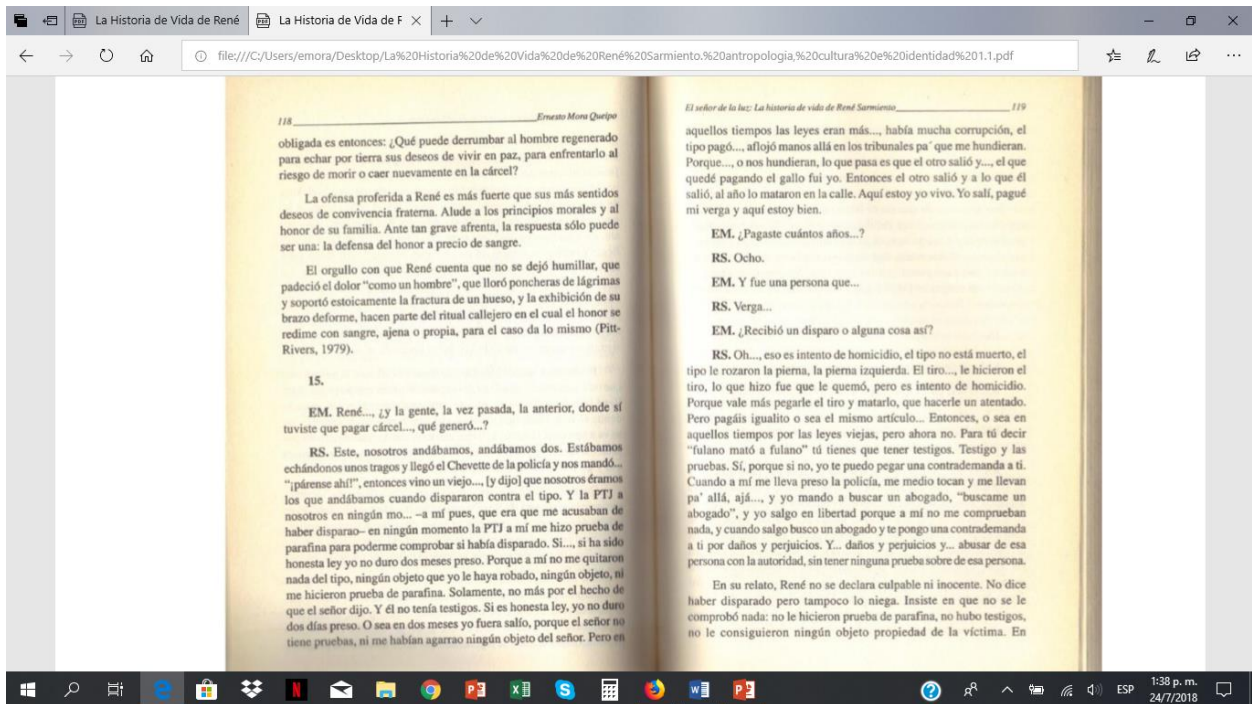 La Historia de Vida de René
La Historia de Vida de F
file:///C:/Users/emora/Desktop/La%20Historia%20de%20Vida%20de%20René%20Sarmiento.%20antropologia,%20cultura%20e%20identidad%201.1.pdf
118 Ernesto Mora Queipo
obligada es entonces: ¿Qué puede derrumbar al hombre regenerado
para echar por tierra sus deseos de vivir en paz, para enfrentarlo al
riesgo de morir o caer nuevamente en la cárcel?
La ofensa proferida a René es más fuerte que sus más sentidos
deseos de convivencia fraterna. Alude a los principios morales y al
honor de su familia. Ante tan grave afrenta, la respuesta sólo puede
ser una: la defensa del honor a precio de sangre.
El orgullo con que René cuenta que no se dejó humillar, que
padeció el dolor “como un hombre”, que lloró poncheras de lágrimas
y soportó estoicamente la fractura de un hueso, y la exhibición de su
brazo deforme, hacen parte del ritual callejero en el cual el honor se
redime con sangre, ajena o propia, para el caso da lo mismo (Pitt-
Rivers, 1979).
15.
EM. René..., ¿y la gente, la vez pasada, la anterior, donde sí
tuviste que pagar cárcel..., qué generó...?
RS. Este, nosotros andábamos, andábamos dos. Estábamos
echándonos unos tragos y llegó el Chevette de la policía y nos mandó...
“¡párense ahí!”, entonces vino un viejo..., [y dijo] que nosotros éramos
los que andábamos cuando dispararon contra el tipo. Y la PTJ a
nosotros en ningún mo... –a mí pues, que era que me acusaban de
haber disparao– en ningún momento la PTJ a mí me hizo prueba de
parafina para poderme comprobar si había disparado. Si..., si ha sido
honesta ley yo no duro dos meses preso. Porque a mí no me quitaron
nada del tipo, ningún objeto que yo le haya robado, ningún objeto, ni
me hicieron prueba de parafina. Solamente, no más por el hecho de
que el señor dijo. Y él no tenía testigos. Si es honesta ley, yo no duro
dos días preso. O sea en dos meses yo fuera salío, porque el señor no
tiene pruebas, ni me habían agarrao ningún objeto del señor. Pero en
El señor de la luz: La historia de vida de René Sarmiento 119
aquellos tiempos las leyes eran más..., había mucha corrupción, el
tipo pagó..., aflojó manos allá en los tribunales pa´ que me hundieran.
Porque..., o nos hundieran, lo que pasa es que el otro salió y..., el que
quedé pagando el gallo fui yo. Entonces el otro salió y a lo que él
salió, al año lo mataron en la calle. Aquí estoy yo vivo. Yo salí, pagué
mi verga y aquí estoy bien.
EM. ¿Pagaste cuántos años...?
RS. Ocho.
EM. Y fue una persona que...
RS. Verga...
EM. ¿Recibió un disparo o alguna cosa así?
RS. Oh..., eso es intento de homicidio, el tipo no está muerto, el
tipo le rozaron la pierna, la pierna izquierda. El tiro..., le hicieron el
tiro, lo que hizo fue que le quemó, pero es intento de homicidio.
Porque vale más pegarle el tiro y matarlo, que hacerle un atentado.
Pero pagáis igualito o sea el mismo artículo... Entonces, o sea en
aquellos tiempos por las leyes viejas, pero ahora no. Para tú decir
“fulano mató a fulano” tú tienes que tener testigos. Testigo y las
pruebas. Sí, porque si no, yo te puedo pegar una contrademanda a ti.
Cuando a mí me lleva preso la policía, me medio tocan y me llevan
pa’ allá, ajá..., y yo mando a buscar un abogado, “buscame un
abogado”, y yo salgo en libertad porque a mí no me comprueban
nada, y cuando salgo busco un abogado y te pongo una contrademanda
a ti por daños y perjuicios. Y... daños y perjuicios y... abusar de esa
persona con la autoridad, sin tener ninguna prueba sobre de esa persona.
En su relato, René no se declara culpable ni inocente. No dice
haber disparado pero tampoco lo niega. Insiste en que no se le
comprobó nada: no le hicieron prueba de parafina, no hubo testigos,
no le consiguieron ningún objeto propiedad de la víctima. En
ESP
1:38 p. m.
24/7/2018